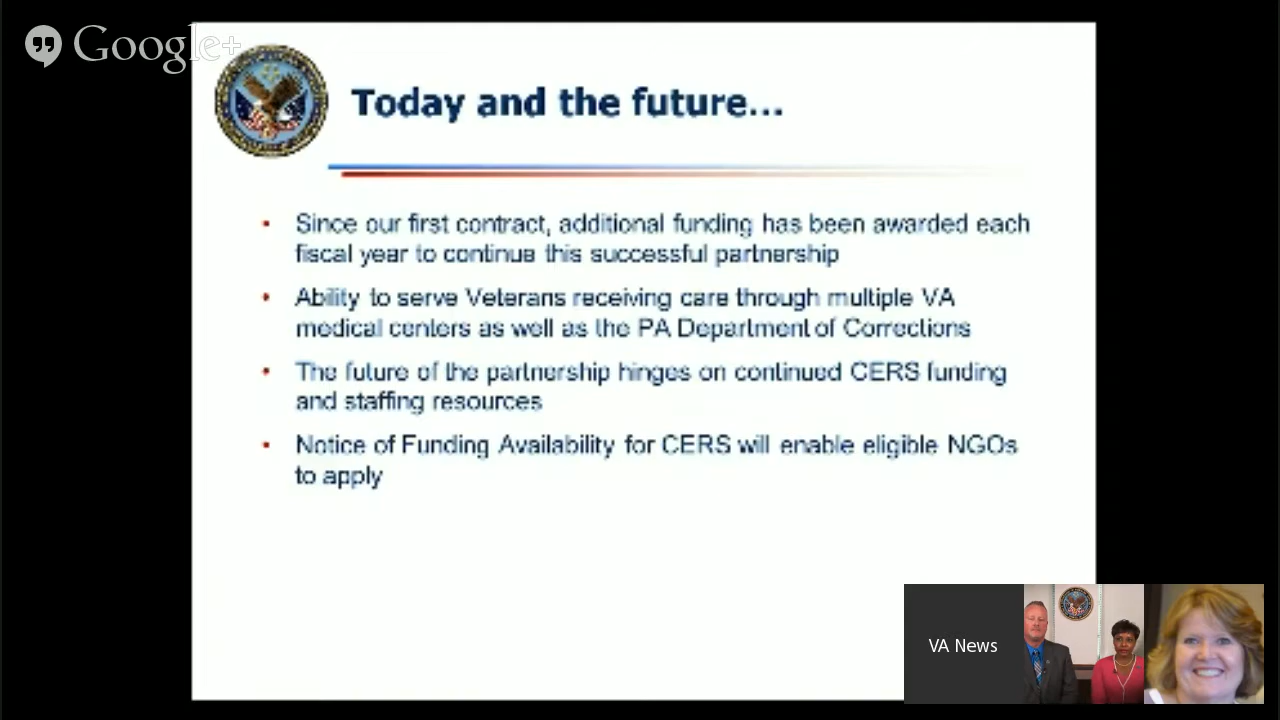 Google+
Today and the future...
• Since our first contract, additional funding has been awarded each
fiscal year to continue this successful partnership
• Ability to serve Veterans receiving care through multiple VA
medical centers as well as the PA Department of Corrections
• The future of the partnership hinges on continued CERS funding
and staffing resources
• Notice of Funding Availability for CERS will enable eligible NGOs
to apply
VA News